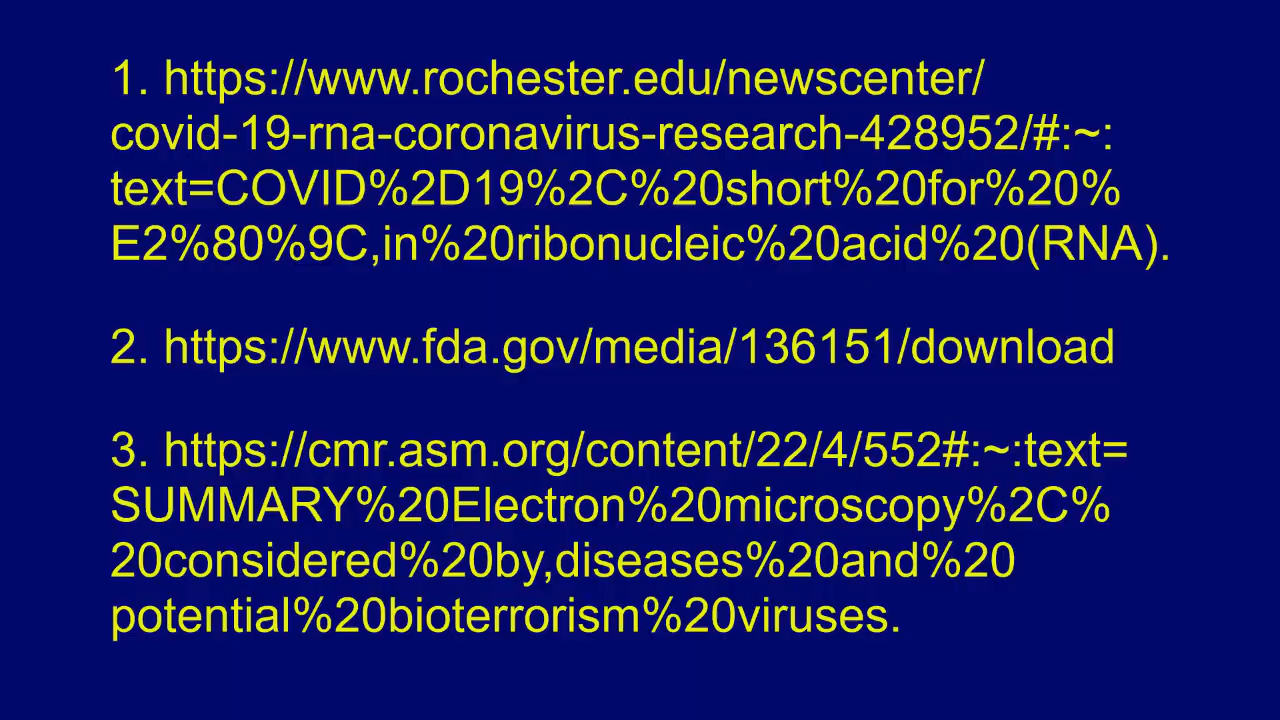 1. https://www.rochester.edu/newscenter/
covid-19-rna-coronavirus-research-428952/#:~:
text=COVID%2D19%2C%20short%20for%20%
E2%80%9C,in%20ribonucleic%20acid%20(RNA).
2. https://www.fda.gov/media/136151/download
3. https://cmr.asm.org/content/22/4/552#:~:text=
SUMMARY%20Electron%20microscopy%2C%
20considered%20by,diseases%20and%20
potential%20bioterrorism%20viruses.